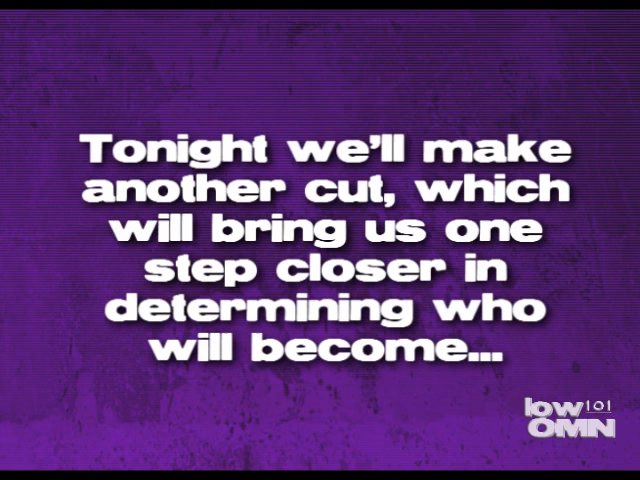 Tonight we'll make
another cut, which
will bring us one
step closer in
determining who
will become...
low 101
OMN